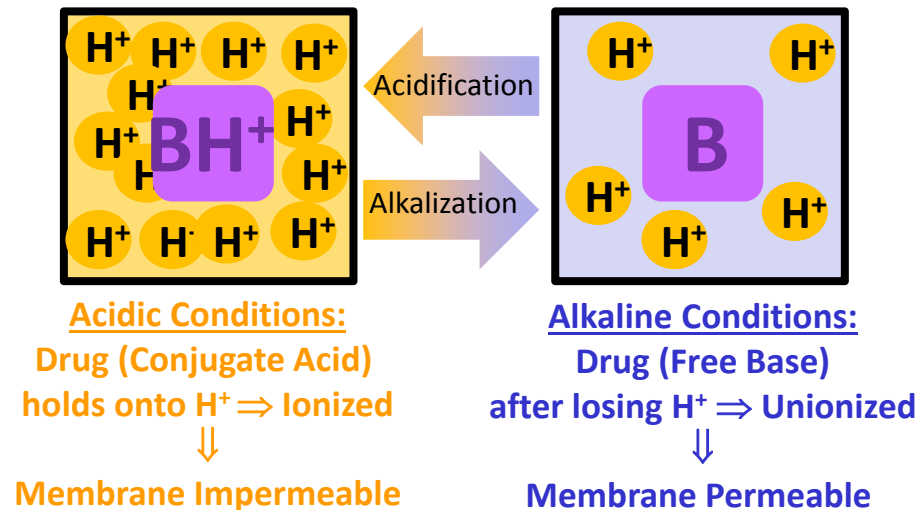 H⁺ H⁺ H⁺ H⁺
H⁺
H⁺ BH⁺ H⁺
H H⁺
H⁺ H⁺ H⁺ H⁺
Acidification
Alkalization
H⁺ H⁺
B
H⁺ H⁺
H⁺
Acidic Conditions:
Drug (Conjugate Acid)
holds onto H⁺ ⇒ Ionized
⇓
Membrane Impermeable
Alkaline Conditions:
Drug (Free Base)
after losing H⁺ ⇒ Unionized
⇓
Membrane Permeable